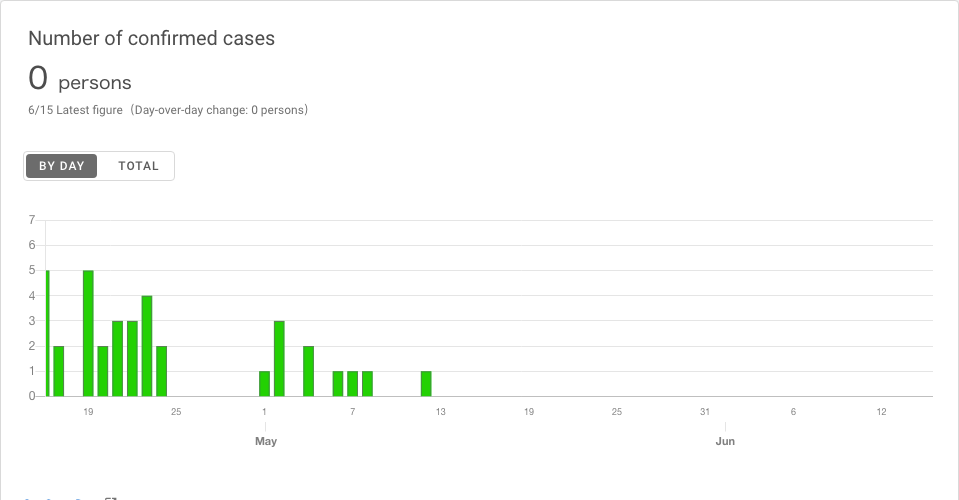 Number of confirmed cases
0 persons
6/15 Latest figure（Day-over-day change: 0 persons）
BY DAY TOTAL
7
6
5
4
3
2
1
0
19 25 1 7 13 19 25 31 6 12
May Jun